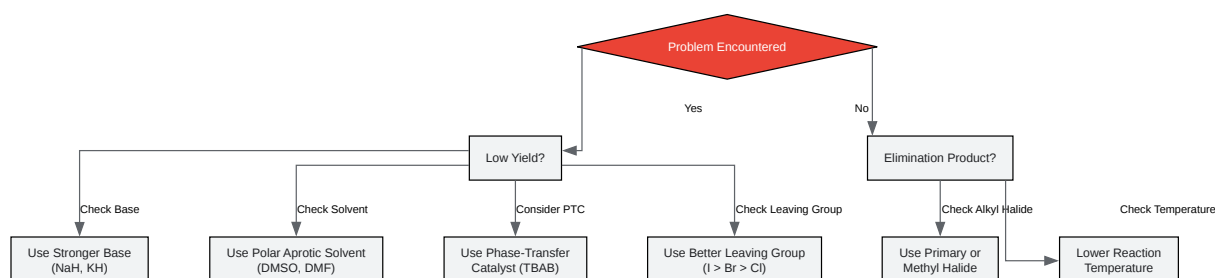 Problem Encountered
Yes
No
Low Yield?
Elimination Product?
Check Base
Check Solvent
Consider PTC
Check Leaving Group
Check Alkyl Halide
Check Temperature
Use Stronger Base
(NaH, KH)
Use Polar Aprotic Solvent
(DMSO, DMF)
Use Phase-Transfer
Catalyst (TBAB)
Use Better Leaving Group
(I > Br > Cl)
Use Primary or
Methyl Halide
Lower Reaction
Temperature